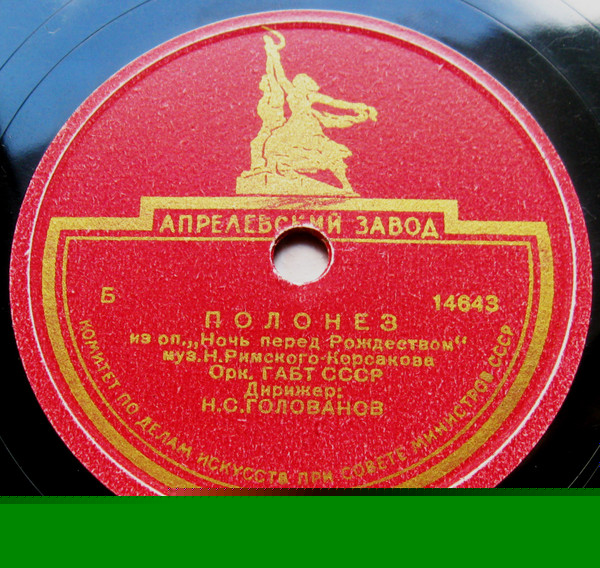 АПРЕЛЕВСКИЙ ЗАВОД
Б 14643
ПОЛОНЕЗ
из оп.,,Ночь перед Рождеством"
муз.Н.Римского-Корсакова
Орк. ГАБТ СССР
Дирижер:
Н.С.ГОЛОВАНОВ
КОМИТЕТ ПО ДЕЛАМ ИСКУССТВ ПРИ СОВЕТЕ МИНИСТРОВ СССР